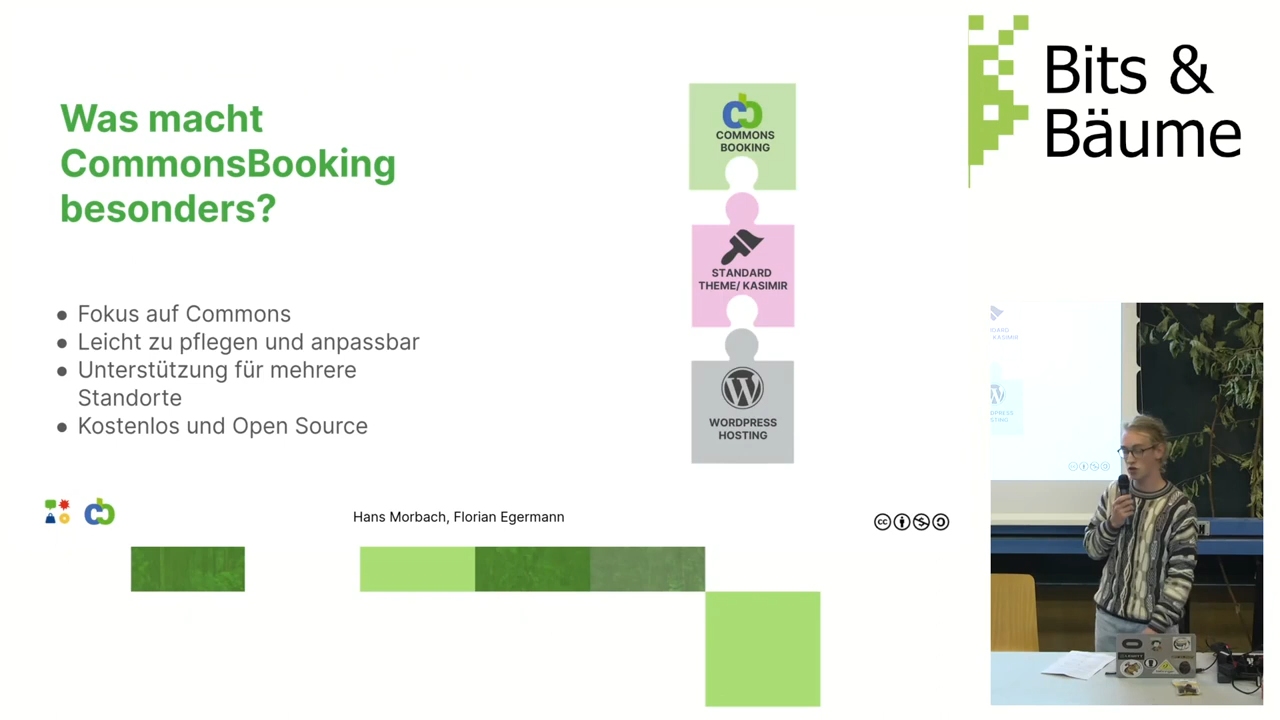 Was macht
CommonsBooking
besonders?
Fokus auf Commons
Leicht zu pflegen und anpassbar
Unterstützung für mehrere
Standorte
Kostenlos und Open Source
COMMONS
BOOKING
STANDARD
THEME/ KASIMIR
WORDPRESS
HOSTING
Hans Morbach, Florian Egermann
cc
Bits &
Bäume